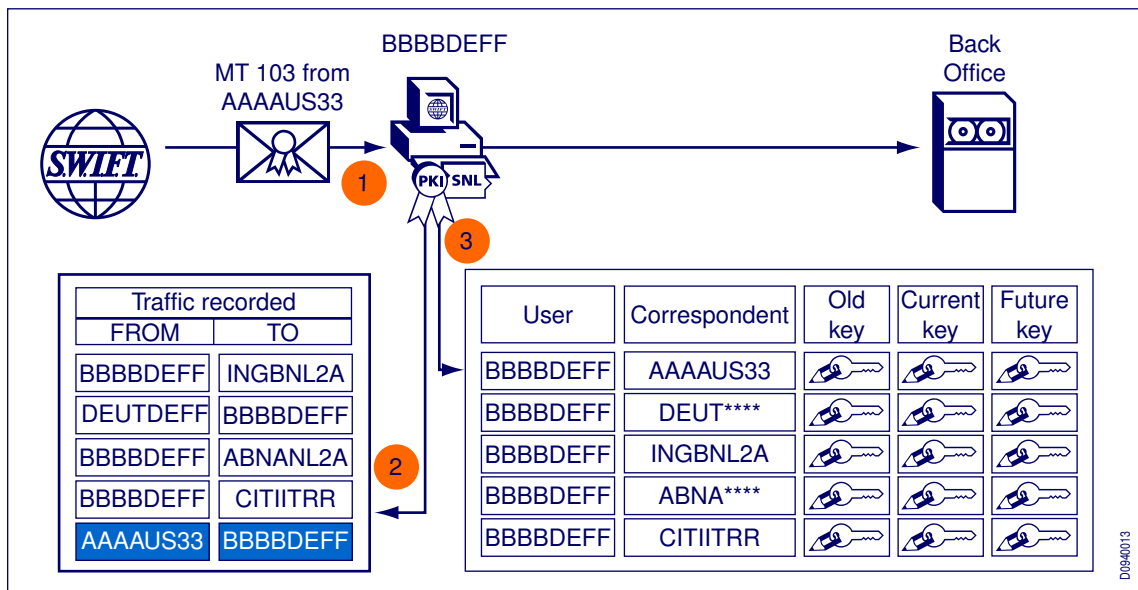 BBBBDEFF
Back
Office
MT 103 from
AAAAUS33
S.W.I.F.T.
1
PKI SNL
3
Traffic recorded
FROM TO
BBBBDEFF INGBNL2A
DEUTDEFF BBBBDEFF
BBBBDEFF ABNANL2A
BBBBDEFF CITIITRR
AAAAUS33 BBBBDEFF
2
User Correspondent Old key Current key Future key
BBBBDEFF AAAAUS33
BBBBDEFF DEUT****
BBBBDEFF INGBNL2A
BBBBDEFF ABNA****
BBBBDEFF CITIITRR
D0940013